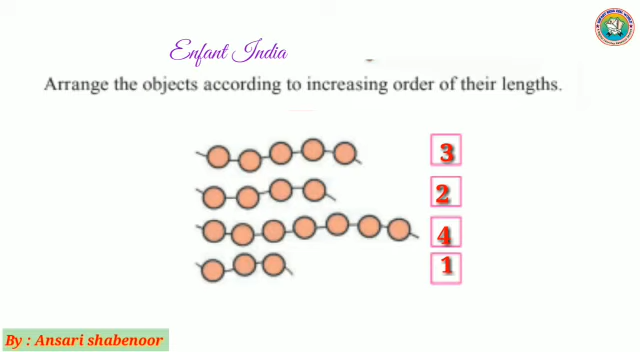 Enfant India
Arrange the objects according to increasing order of their lengths.
3
2
4
1
By : Ansari shabenoor